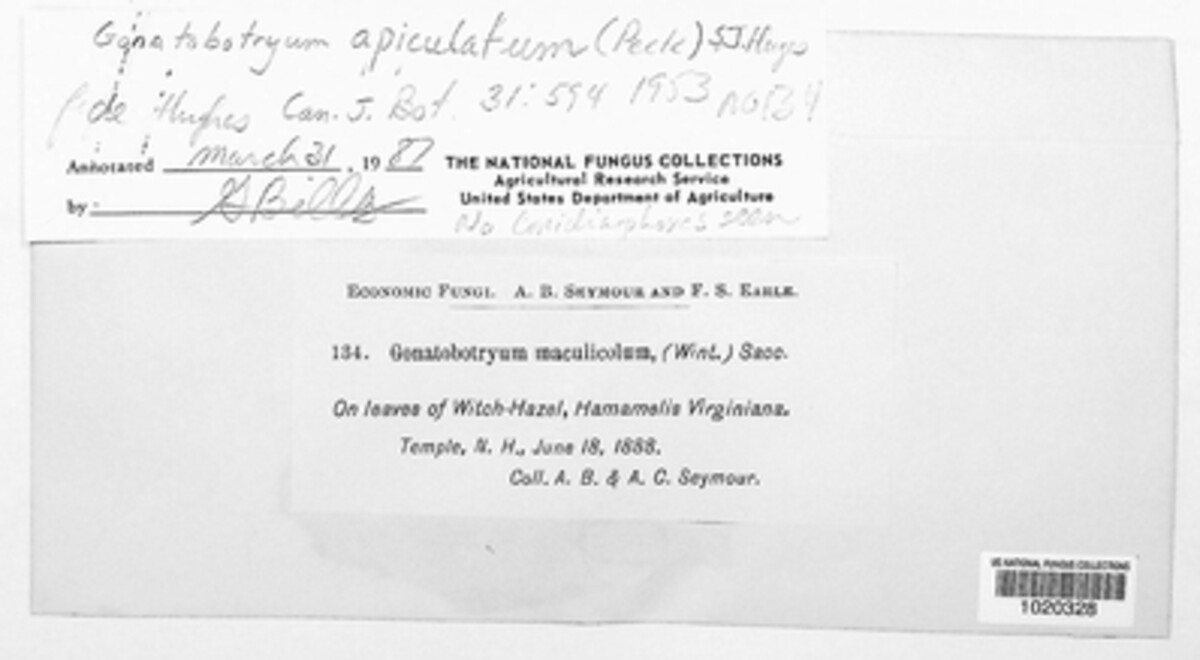 Gonatobotryum apiculatum (Peck) S.J. Hughes
fide Hughes Can. J. Bot. 31: 594 1953
Annotated March 31, 1987
by: G Bills
THE NATIONAL FUNGUS COLLECTIONS
Agricultural Research Service
United States Department of Agriculture
No Conidiophores seen
ECONOMIC FUNGI. A. B. SEYMOUR AND F. S. EARLE.
134. Gonatobotryum maculicolum, (Wint.) Sacc.
On leaves of Witch-Hazel, Hamamelis Virginiana.
Temple, N. H., June 18, 1888.
Coll. A. B. & A. C. Seymour.
US NATIONAL FUNGUS COLLECTIONS
1020328